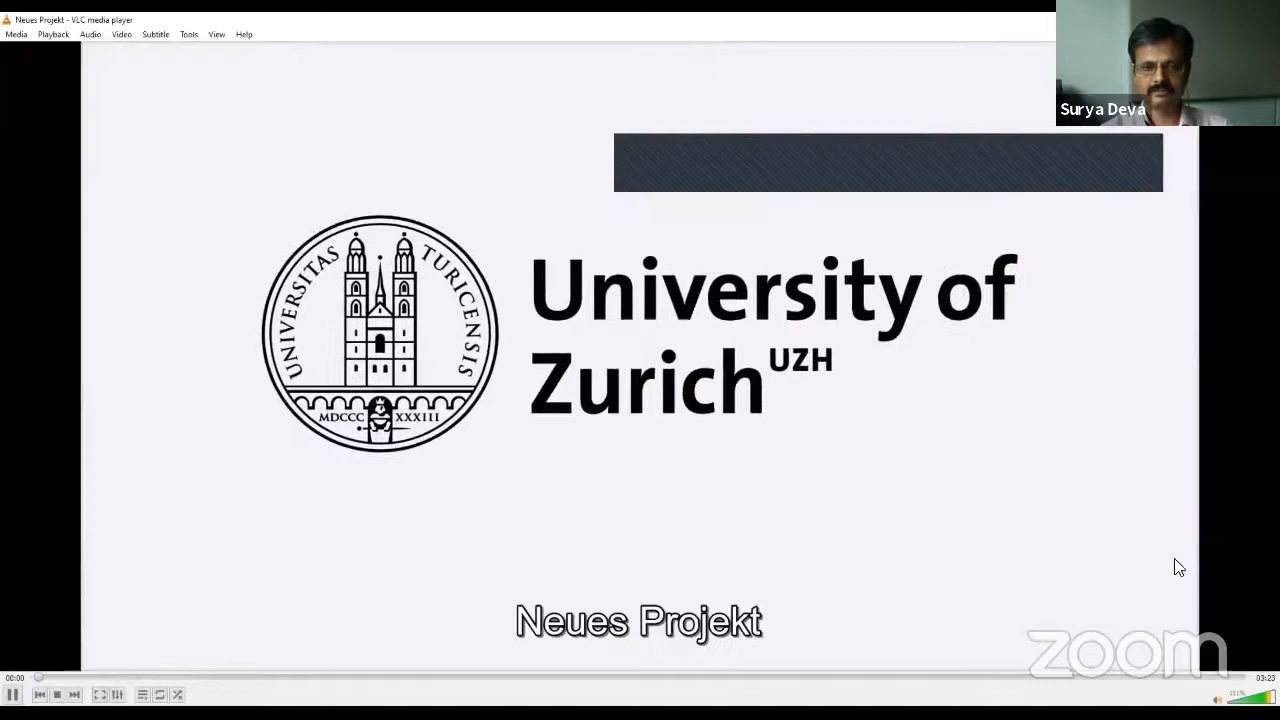 Neues Projekt - VLC media player
Media Playback Audio Video Subtitle Tools View Help
Surya Deva
UNIVERSITAS TURICENSIS
MDCCC XXXIII
University of
Zurich UZH
Neues Projekt
zoom
00:00
03:23
111%